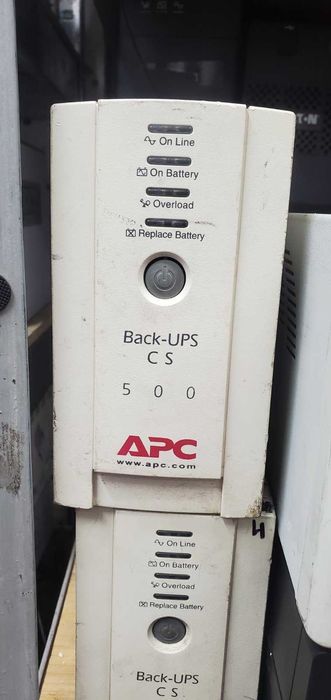 On Line
On Battery
Overload
Replace Battery
Back-UPS
CS
500
APC
www.apc.com
H
On Line
On Battery
Overload
Replace Battery
Back-UPS
CS